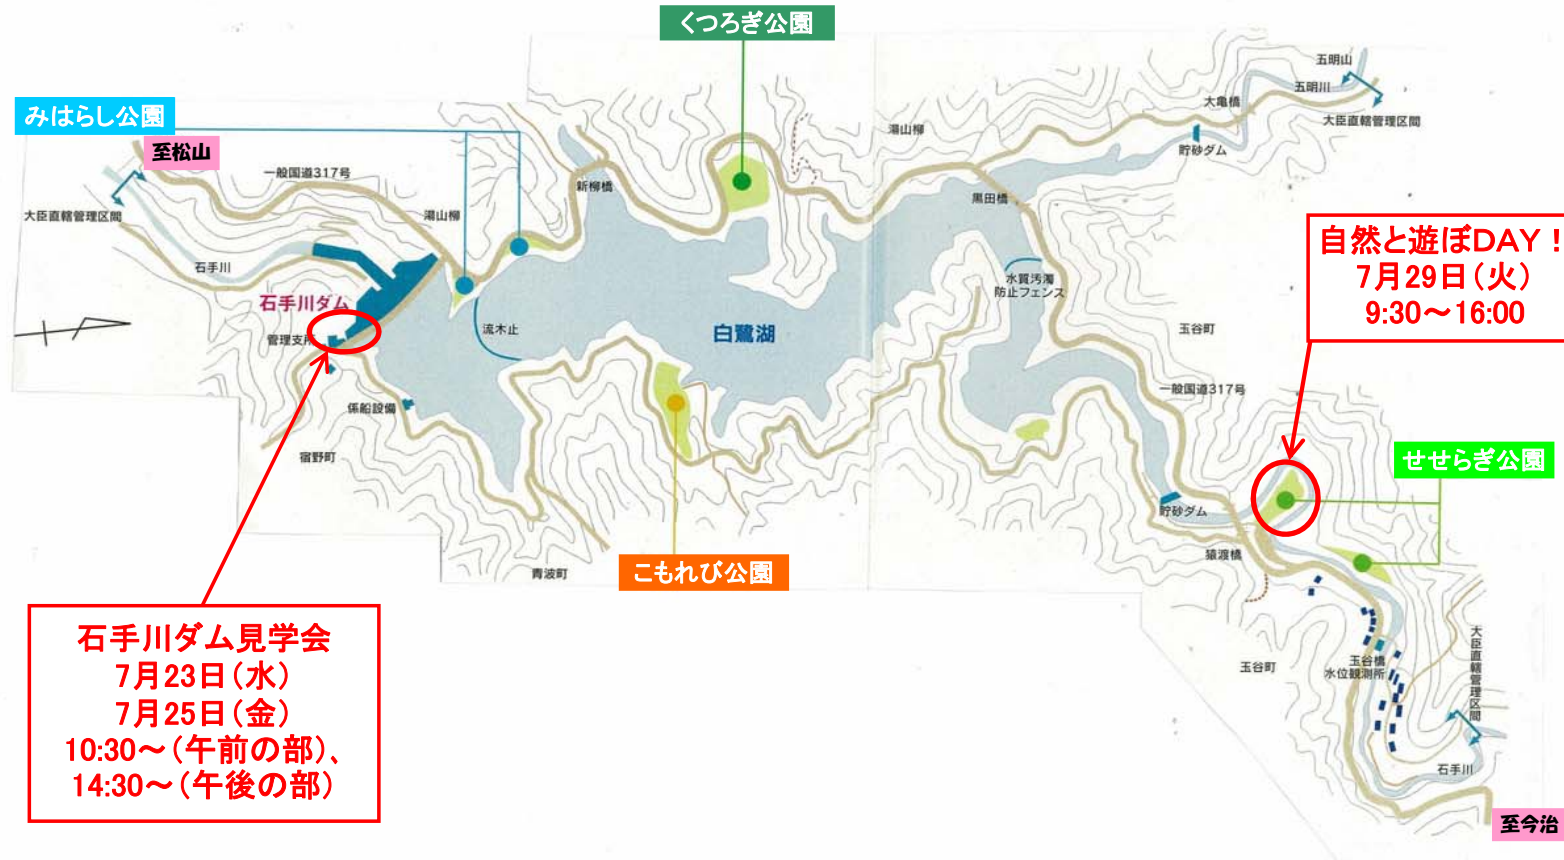 くつろぎ公園
みはらし公園
至松山
一般国道317号
大臣直轄管理区間
湯山柳
石手川
石手川ダム
管理支所
係船設備
宿野町
流木止
新柳橋
白鷺湖
湯山柳
黒田橋
大亀橋
五明山
五明川
大臣直轄管理区間
貯砂ダム
水質汚濁
防止フェンス
玉谷町
一般国道317号
自然と遊ぼDAY!
7月29日(火)
9:30~16:00
せせらぎ公園
貯砂ダム
猿渡橋
青波町
こもれび公園
石手川ダム見学会
7月23日(水)
7月25日(金)
10:30~(午前の部)、
14:30~(午後の部)
玉谷町
玉谷橋
水位観測所
大臣直轄管理区間
石手川
至今治